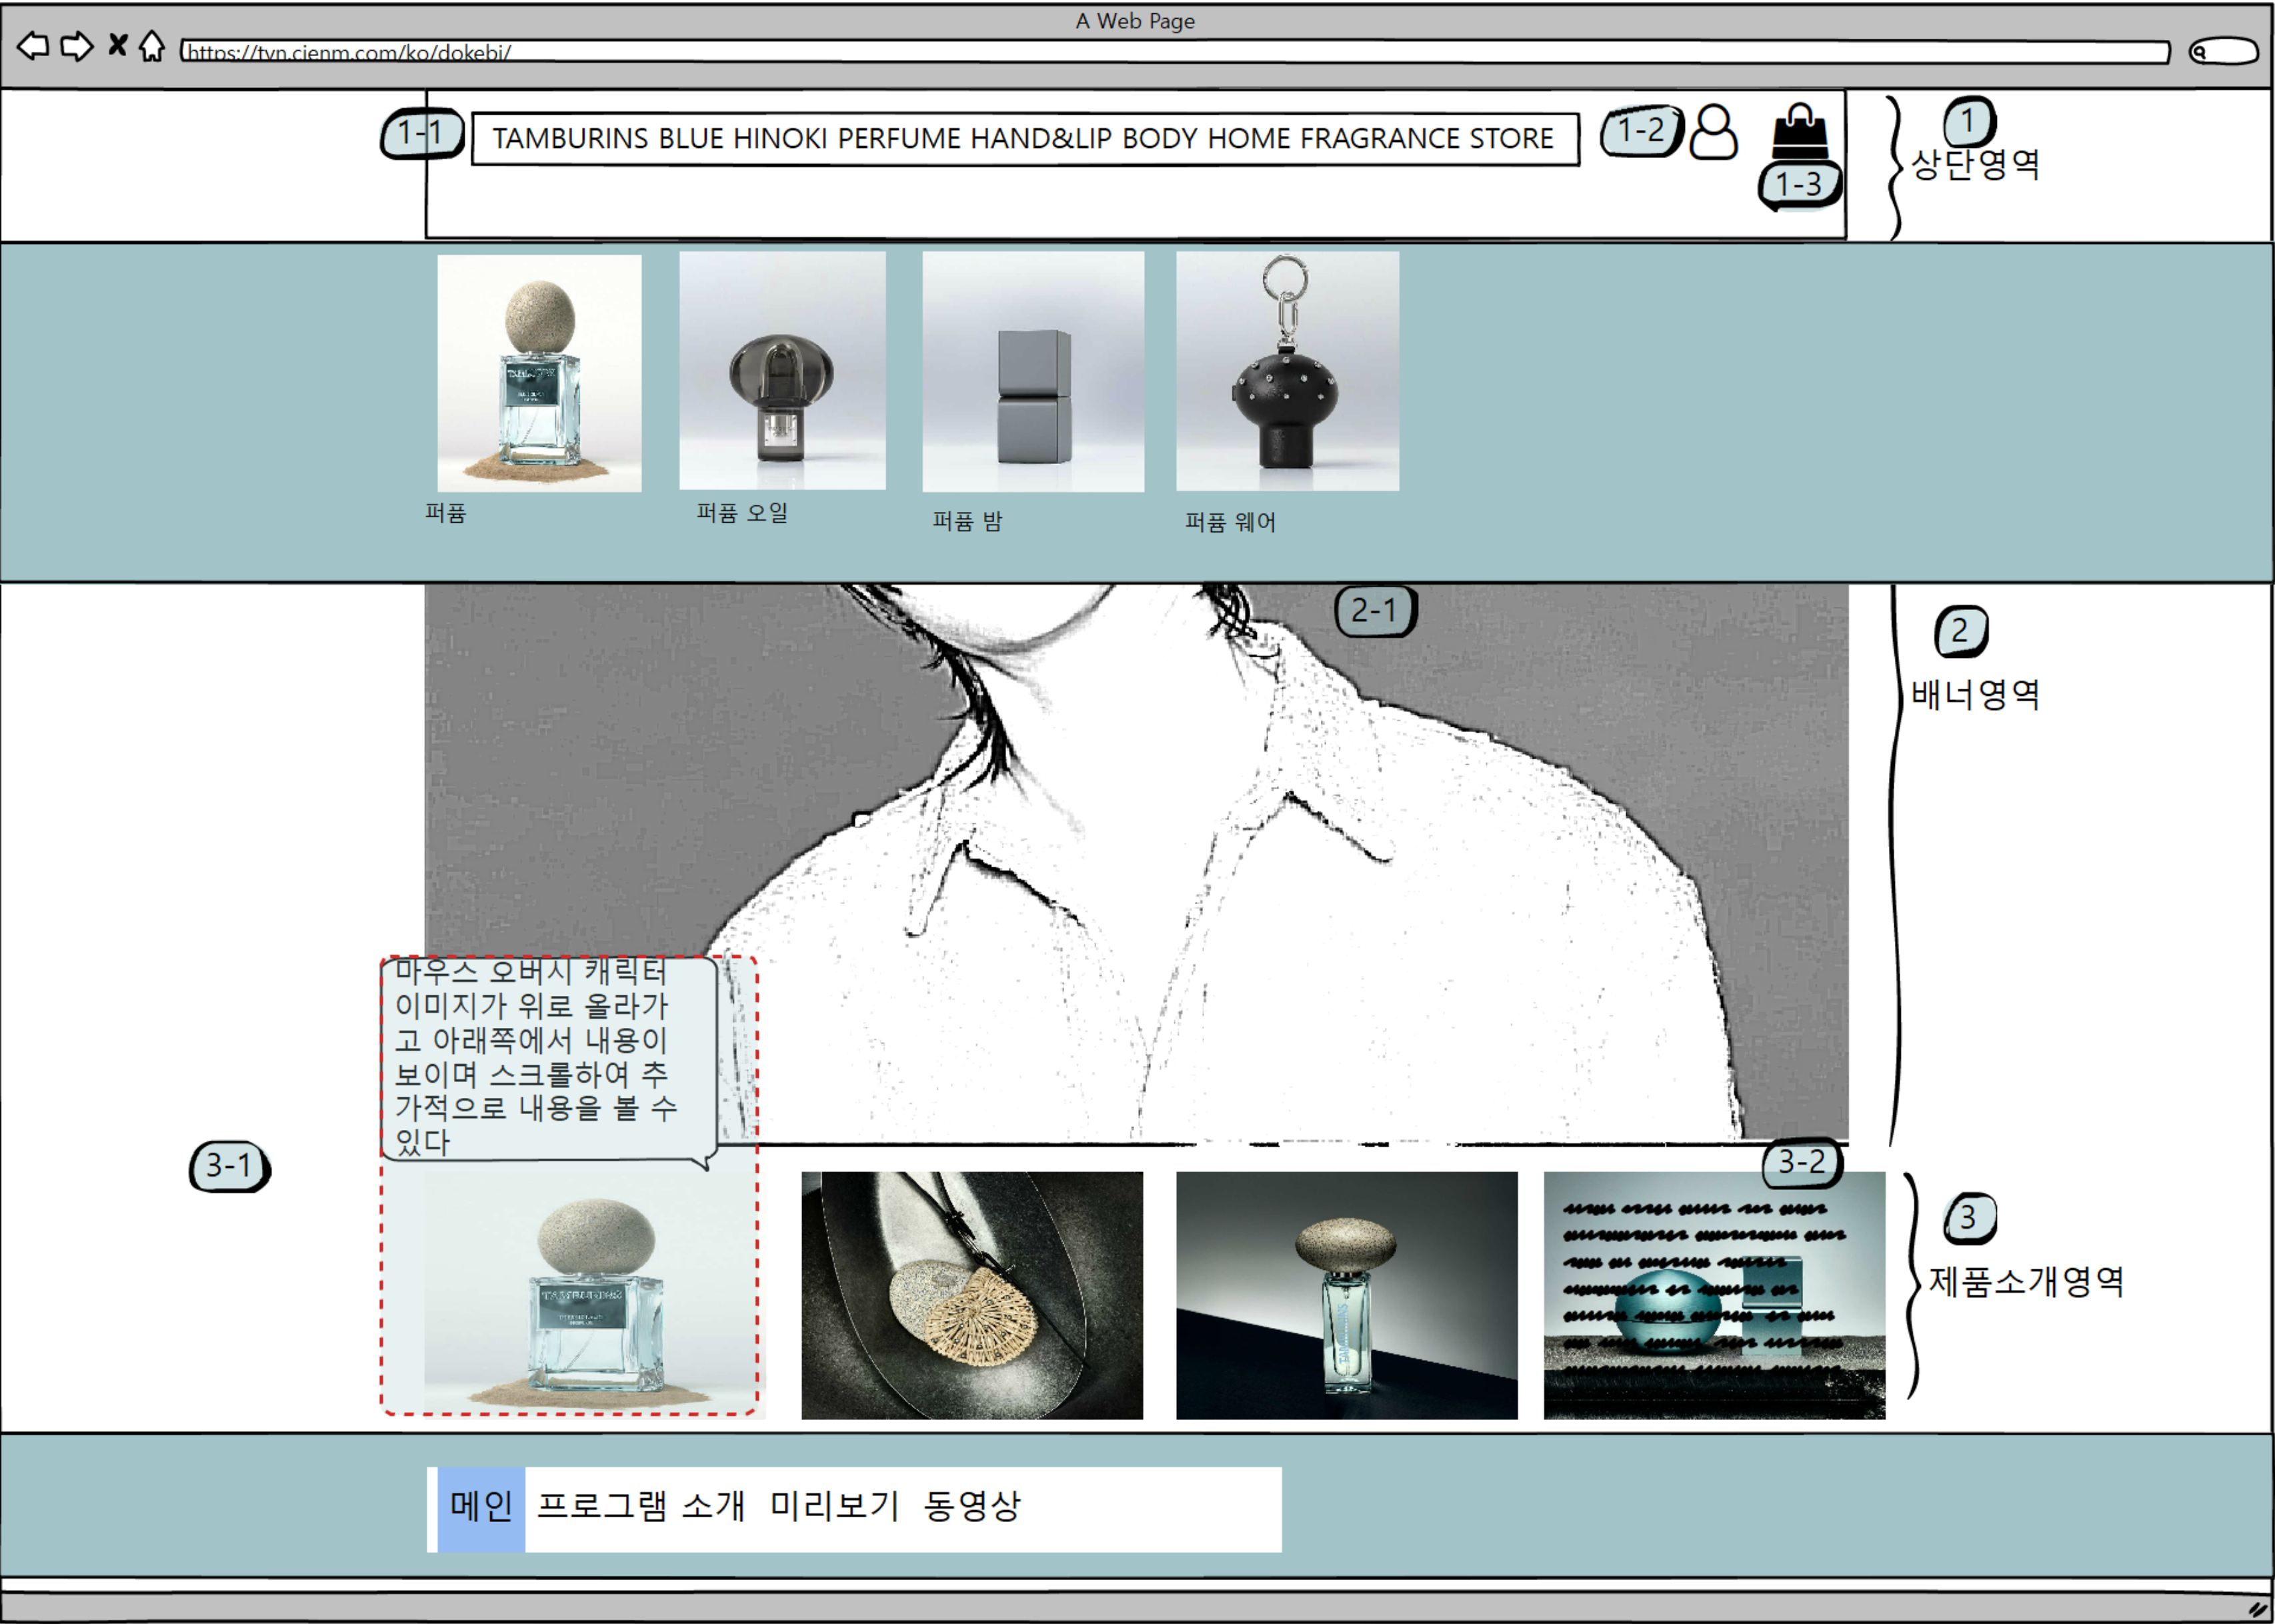 A Web Page
https://tvn.cjenm.com/ko/dokebi/
1-1
TAMBURINS BLUE HINOKI PERFUME HAND&LIP BODY HOME FRAGRANCE STORE
1-2
1-3
1
상단영역
퍼퓸
퍼퓸 오일
퍼퓸 밤
퍼퓸 웨어
2-1
2
배너영역
마우스 오버시 캐릭터
이미지가 위로 올라가
고 아래쪽에서 내용이
보이며 스크롤하여 추
가적으로 내용을 볼 수
있다
3-1
3-2
3
제품소개영역
TAMBURINS
메인 프로그램 소개 미리보기 동영상